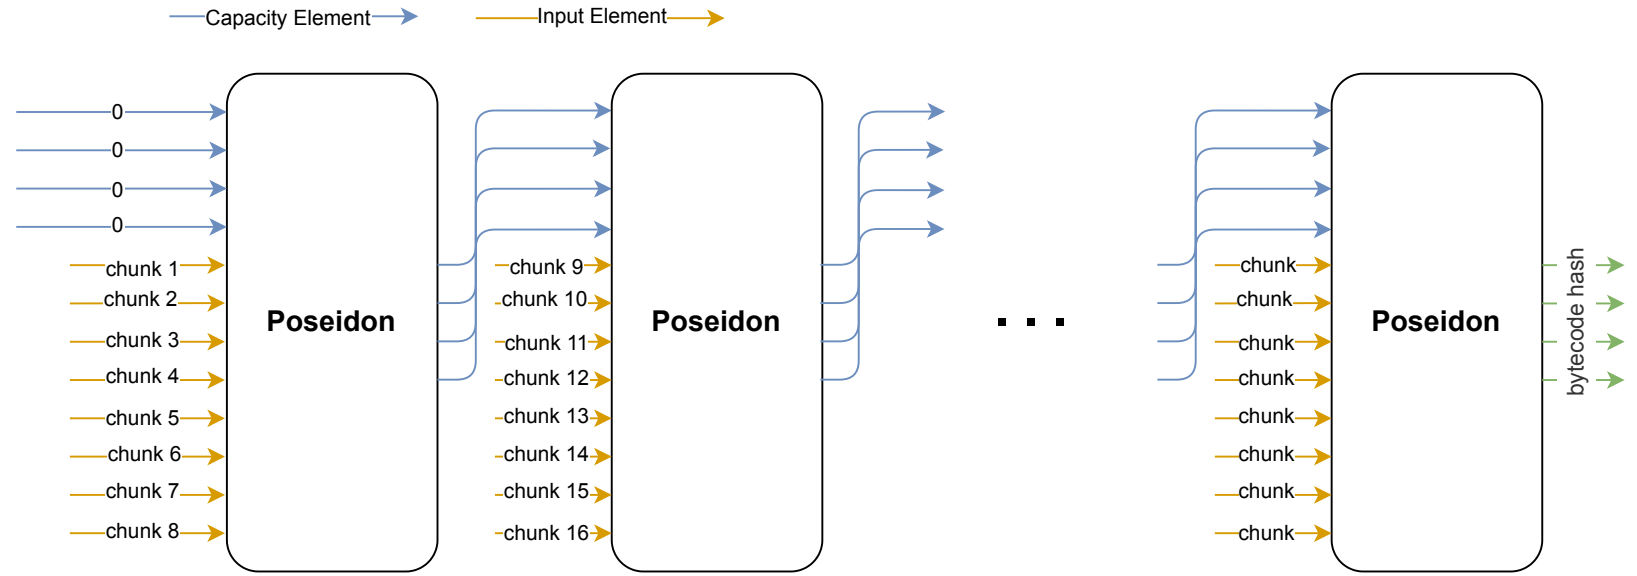 Capacity Element
Input Element
0
0
0
0
chunk 1
chunk 2
chunk 3
chunk 4
chunk 5
chunk 6
chunk 7
chunk 8
Poseidon
chunk 9
chunk 10
chunk 11
chunk 12
chunk 13
chunk 14
chunk 15
chunk 16
Poseidon
. . .
chunk
chunk
chunk
chunk
chunk
chunk
chunk
chunk
Poseidon
bytecode hash